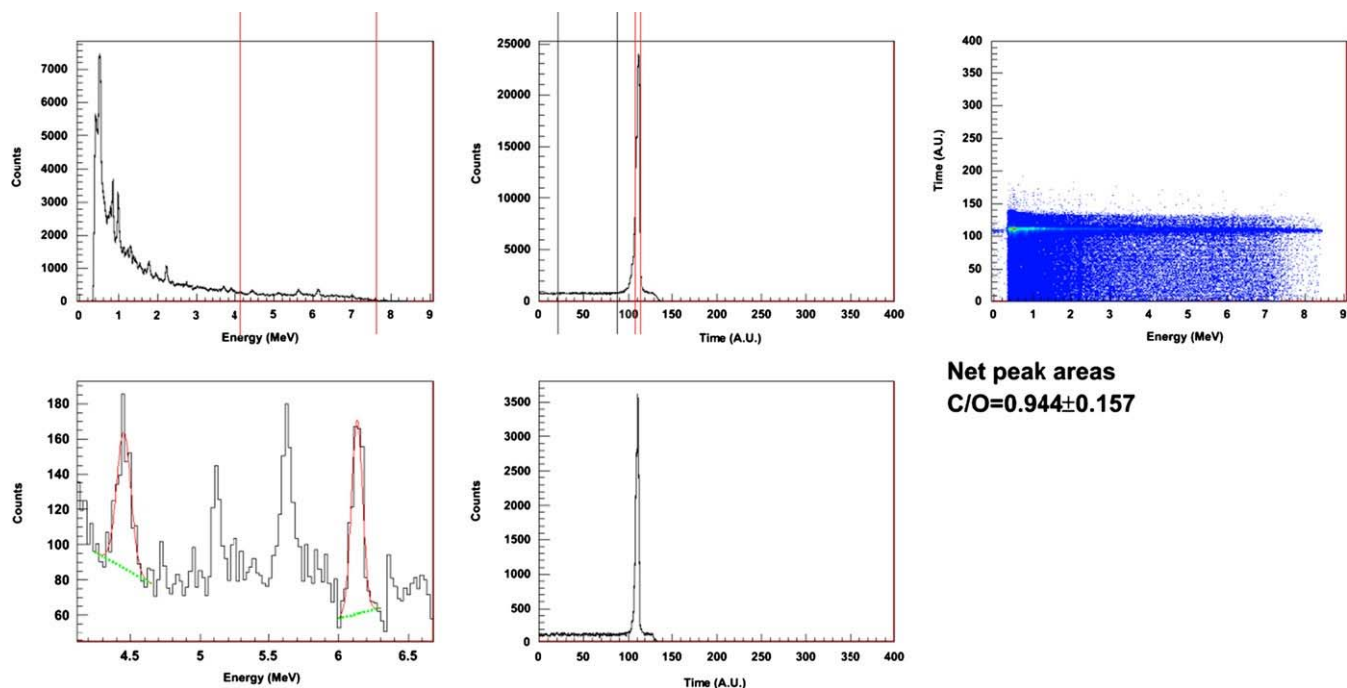 7000
6000
5000
4000
3000
2000
1000
0
Counts
0 1 2 3 4 5 6 7 8 9
Energy (MeV)
25000
20000
15000
10000
5000
0
Counts
0 50 100 150 200 250 300 350 400
Time (A.U.)
400
350
300
250
200
150
100
50
0
Time (A.U.)
0 1 2 3 4 5 6 7 8 9
Energy (MeV)
180
160
140
120
100
80
60
Counts
4.5 5 5.5 6 6.5
Energy (MeV)
3500
3000
2500
2000
1500
1000
500
0
Counts
0 50 100 150 200 250 300 350 400
Time (A.U.)
Net peak areas
C/O=0.944±0.157